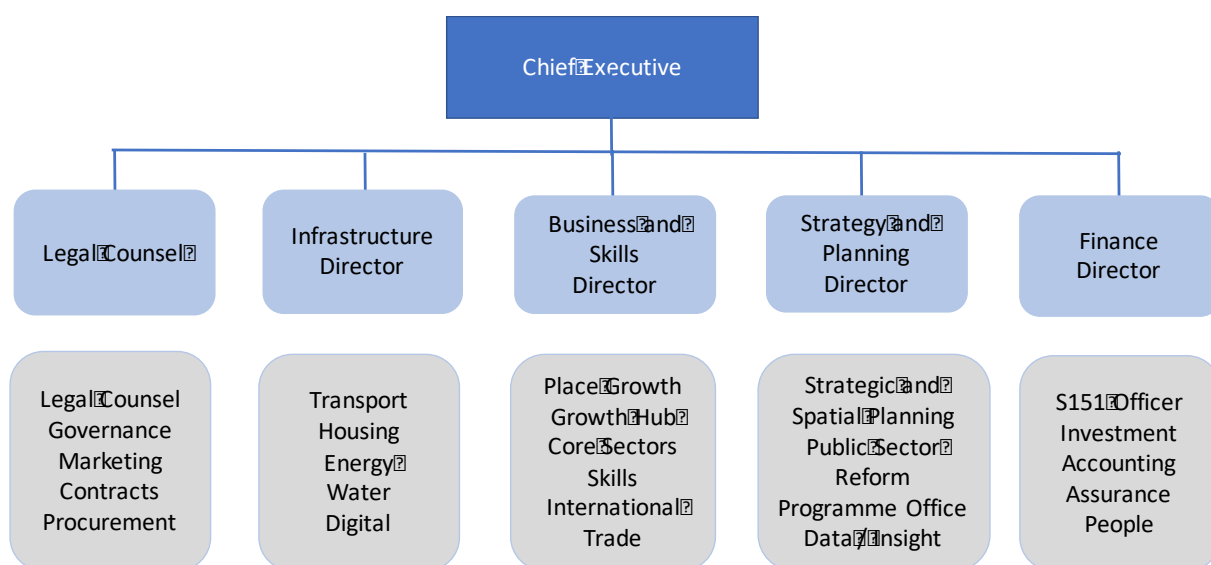 Chief Executive
Legal Counsel
Infrastructure
Director
Business and
Skills
Director
Strategy and
Planning
Director
Finance
Director
Legal Counsel
Governance
Marketing
Contracts
Procurement
Transport
Housing
Energy
Water
Digital
Place Growth
Growth Hub
Core Sectors
Skills
International
Trade
Strategic and
Spatial Planning
Public Sector
Reform
Programme Office
Data / Insight
S151 Officer
Investment
Accounting
Assurance
People